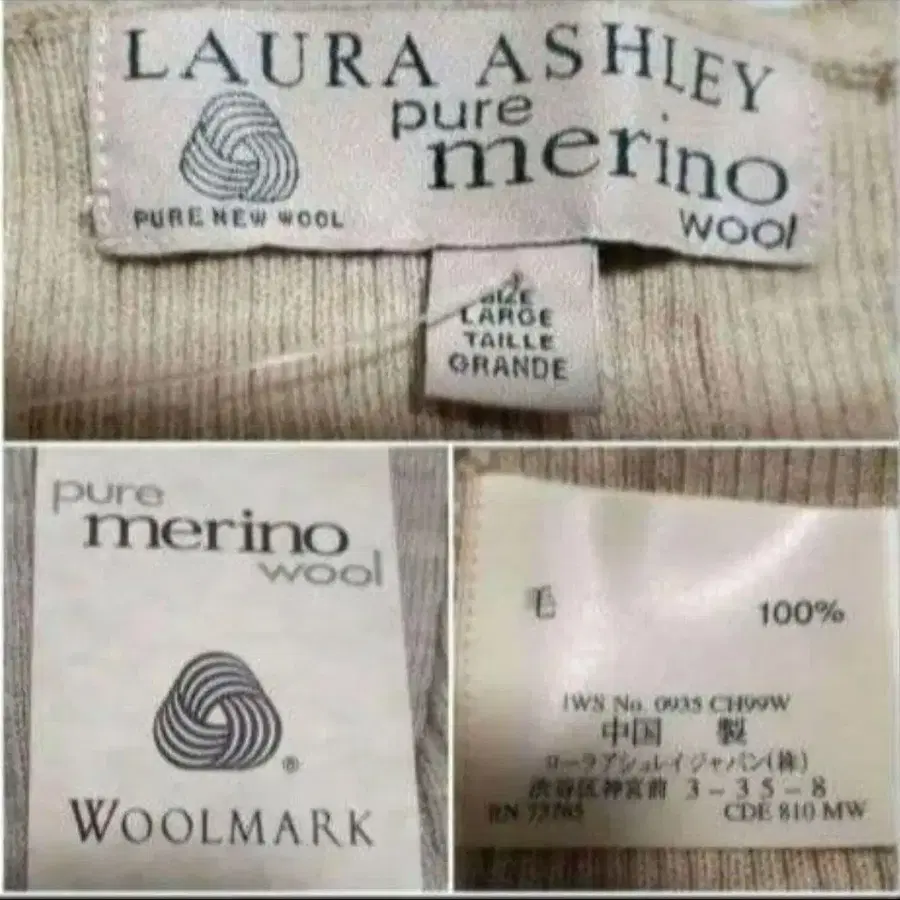 LAURA ASHLEY
pure
merino
wool
PURE NEW WOOL
SIZE
LARGE
TAILLE
GRANDE
pure
merino
wool
®
WOOLMARK
毛 100%
IWS No. 0935 CH99W
中国 製
ローラアシュレイジャパン(株)
渋谷区神宮前 3-35-8
RN 73765 CDE 810 MW